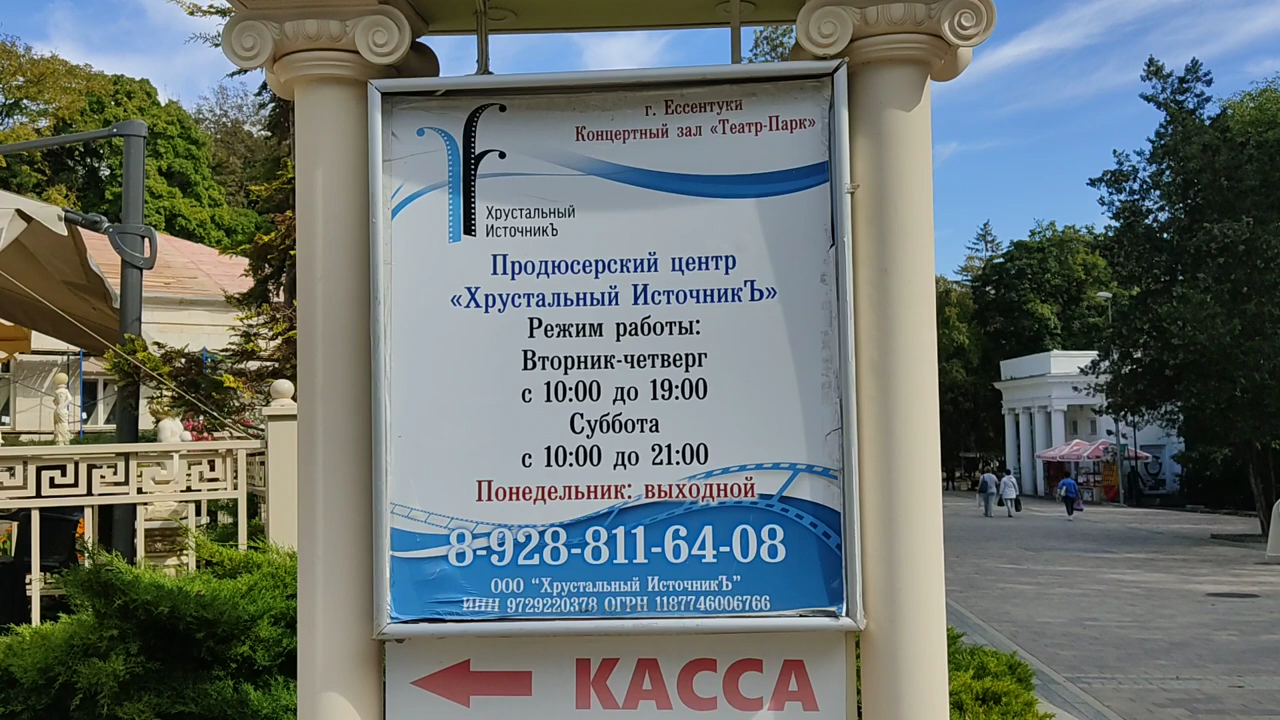 г. Ессентуки
Концертный зал «Театр-Парк»
Хрустальный
ИсточникЪ
Продюсерский центр
«Хрустальный ИсточникЪ»
Режим работы:
Вторник-четверг
с 10:00 до 19:00
Суббота
с 10:00 до 21:00
Понедельник: выходной
8-928-811-64-08
ООО “Хрустальный ИсточникЪ”
ИНН 9729220378 ОГРН 1187746006766
КАССА